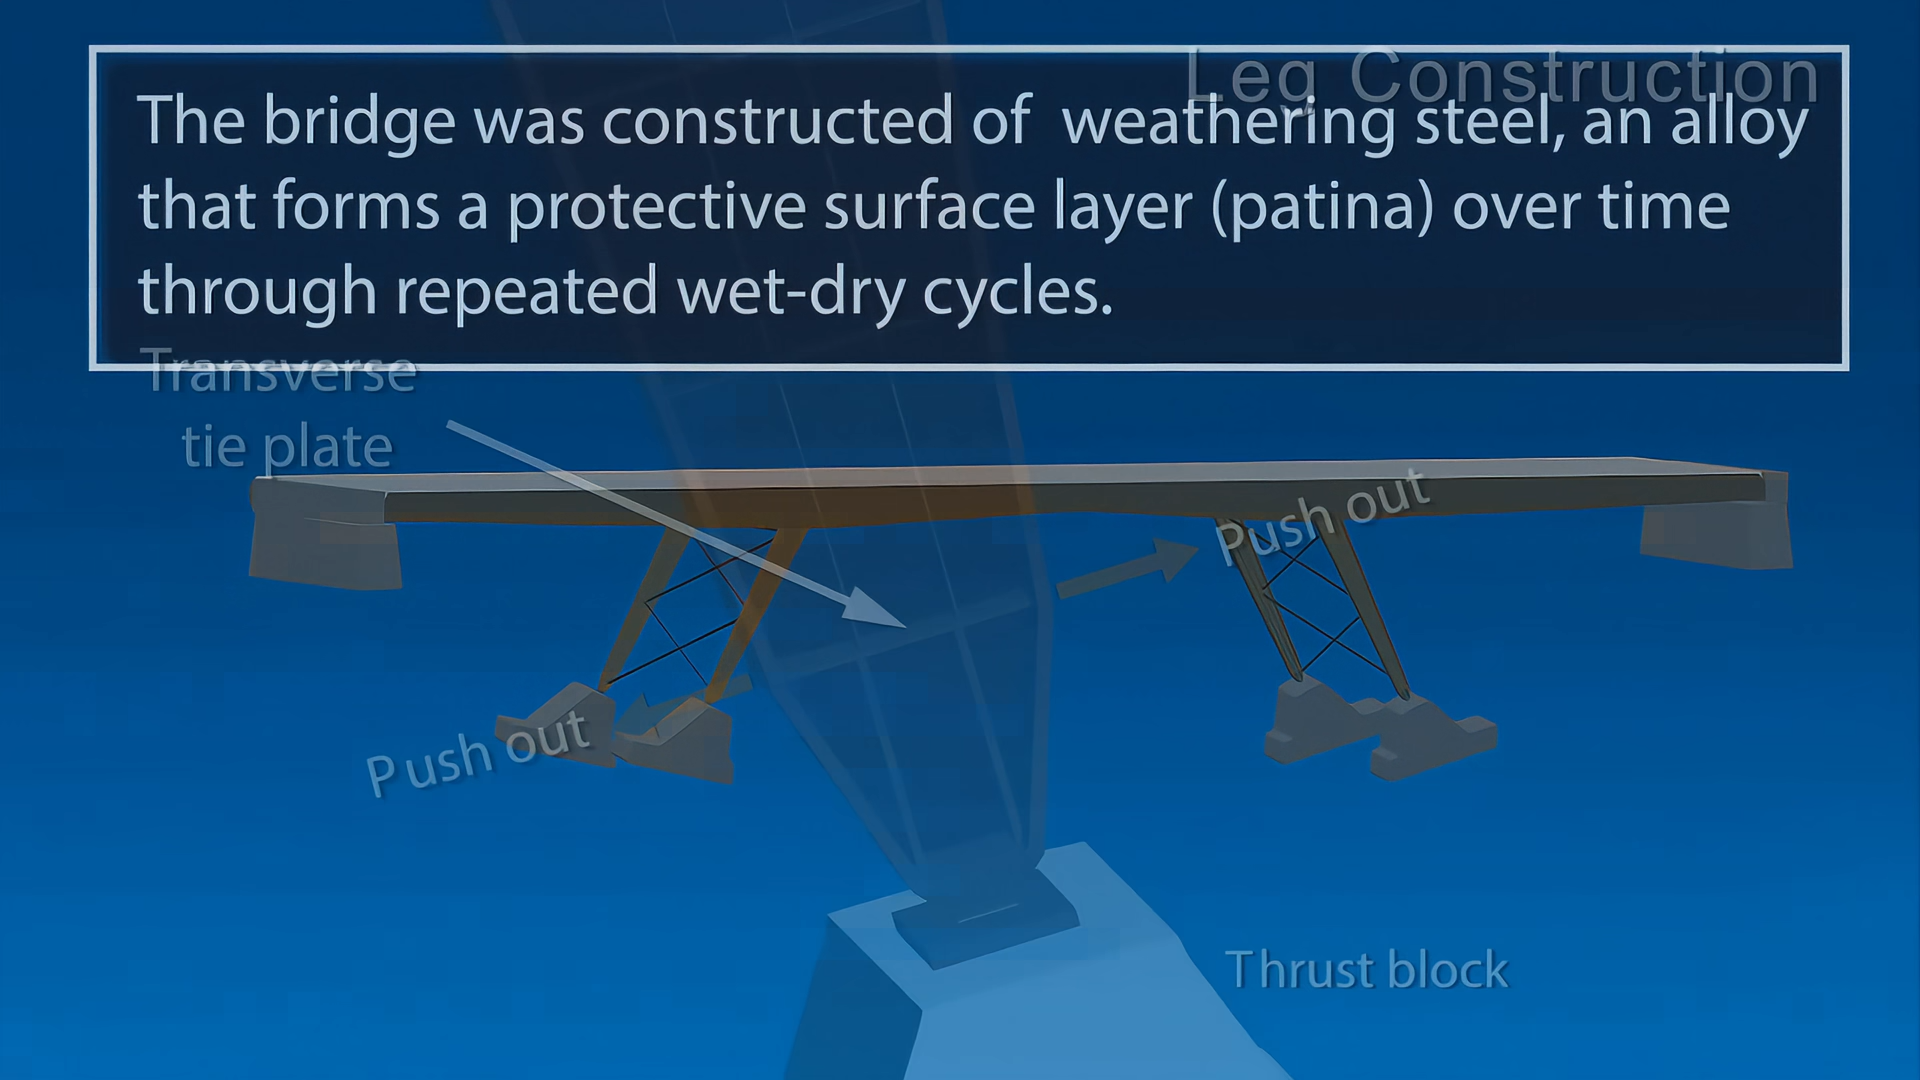 Leg Construction
The bridge was constructed of weathering steel, an alloy
that forms a protective surface layer (patina) over time
through repeated wet-dry cycles.
Transverse
tie plate
Push out
Push out
Thrust block